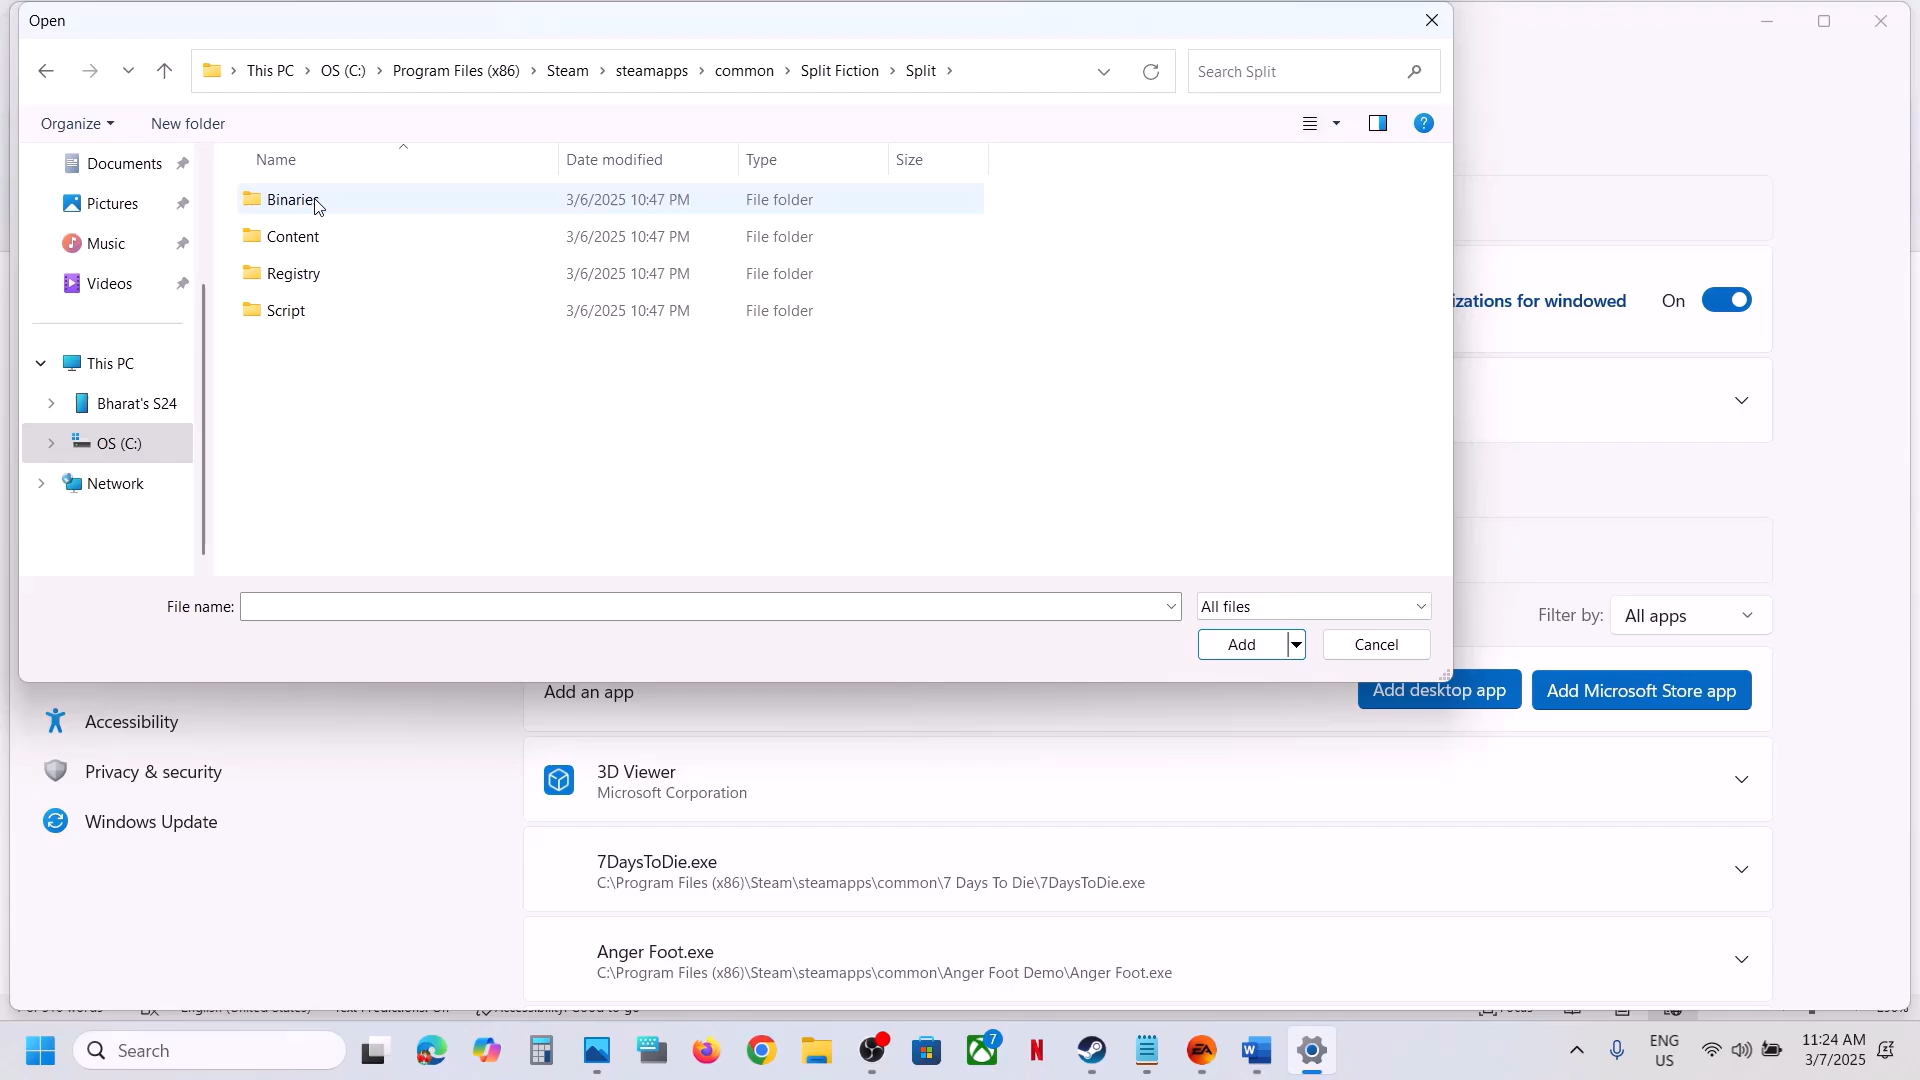 Open
This PC > OS (C:) > Program Files (x86) > Steam > steamapps > common > Split Fiction > Split >
Search Split
Organize
New folder
Name
Date modified
Type
Size
Documents
Pictures
Music
Videos
This PC
Bharat's S24
OS (C:)
Network
Binaries 3/6/2025 10:47 PM File folder
Content 3/6/2025 10:47 PM File folder
Registry 3/6/2025 10:47 PM File folder
Script 3/6/2025 10:47 PM File folder
File name:
All files
Add
Cancel
izations for windowed
On
Filter by:
All apps
Add an app
Add desktop app
Add Microsoft Store app
Accessibility
Privacy & security
Windows Update
3D Viewer
Microsoft Corporation
7DaysToDie.exe
C:\Program Files (x86)\Steam\steamapps\common\7 Days To Die\7DaysToDie.exe
Anger Foot.exe
C:\Program Files (x86)\Steam\steamapps\common\Anger Foot Demo\Anger Foot.exe
Search
7
ENG
US
11:24 AM
3/7/2025